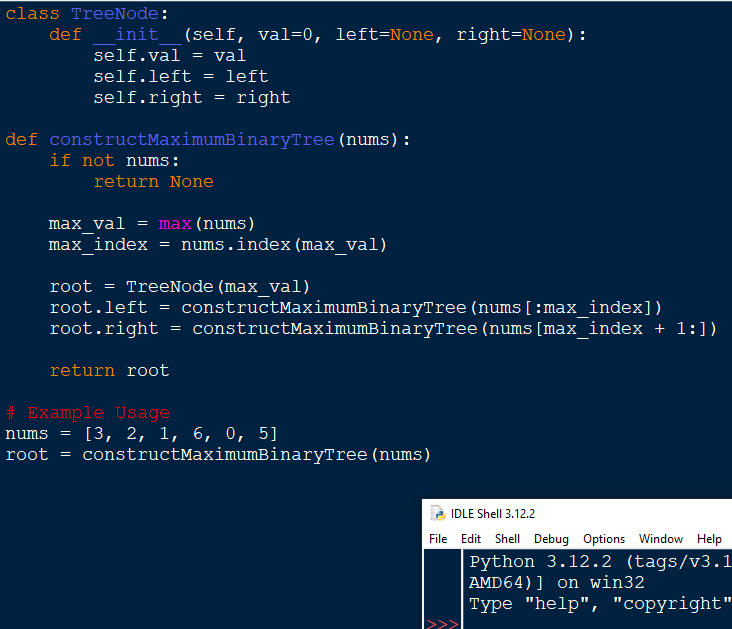 class TreeNode:
    def __init__(self, val=0, left=None, right=None):
        self.val = val
        self.left = left
        self.right = right
def constructMaximumBinaryTree(nums):
    if not nums:
        return None
    max_val = max(nums)
    max_index = nums.index(max_val)
    root = TreeNode(max_val)
    root.left = constructMaximumBinaryTree(nums[:max_index])
    root.right = constructMaximumBinaryTree(nums[max_index + 1:])
    return root
# Example Usage
nums = [3, 2, 1, 6, 0, 5]
root = constructMaximumBinaryTree(nums)
IDLE Shell 3.12.2
File Edit Shell Debug Options Window Help
Python 3.12.2 (tags/v3.1
AMD64)] on win32
Type "help", "copyright"
>>>